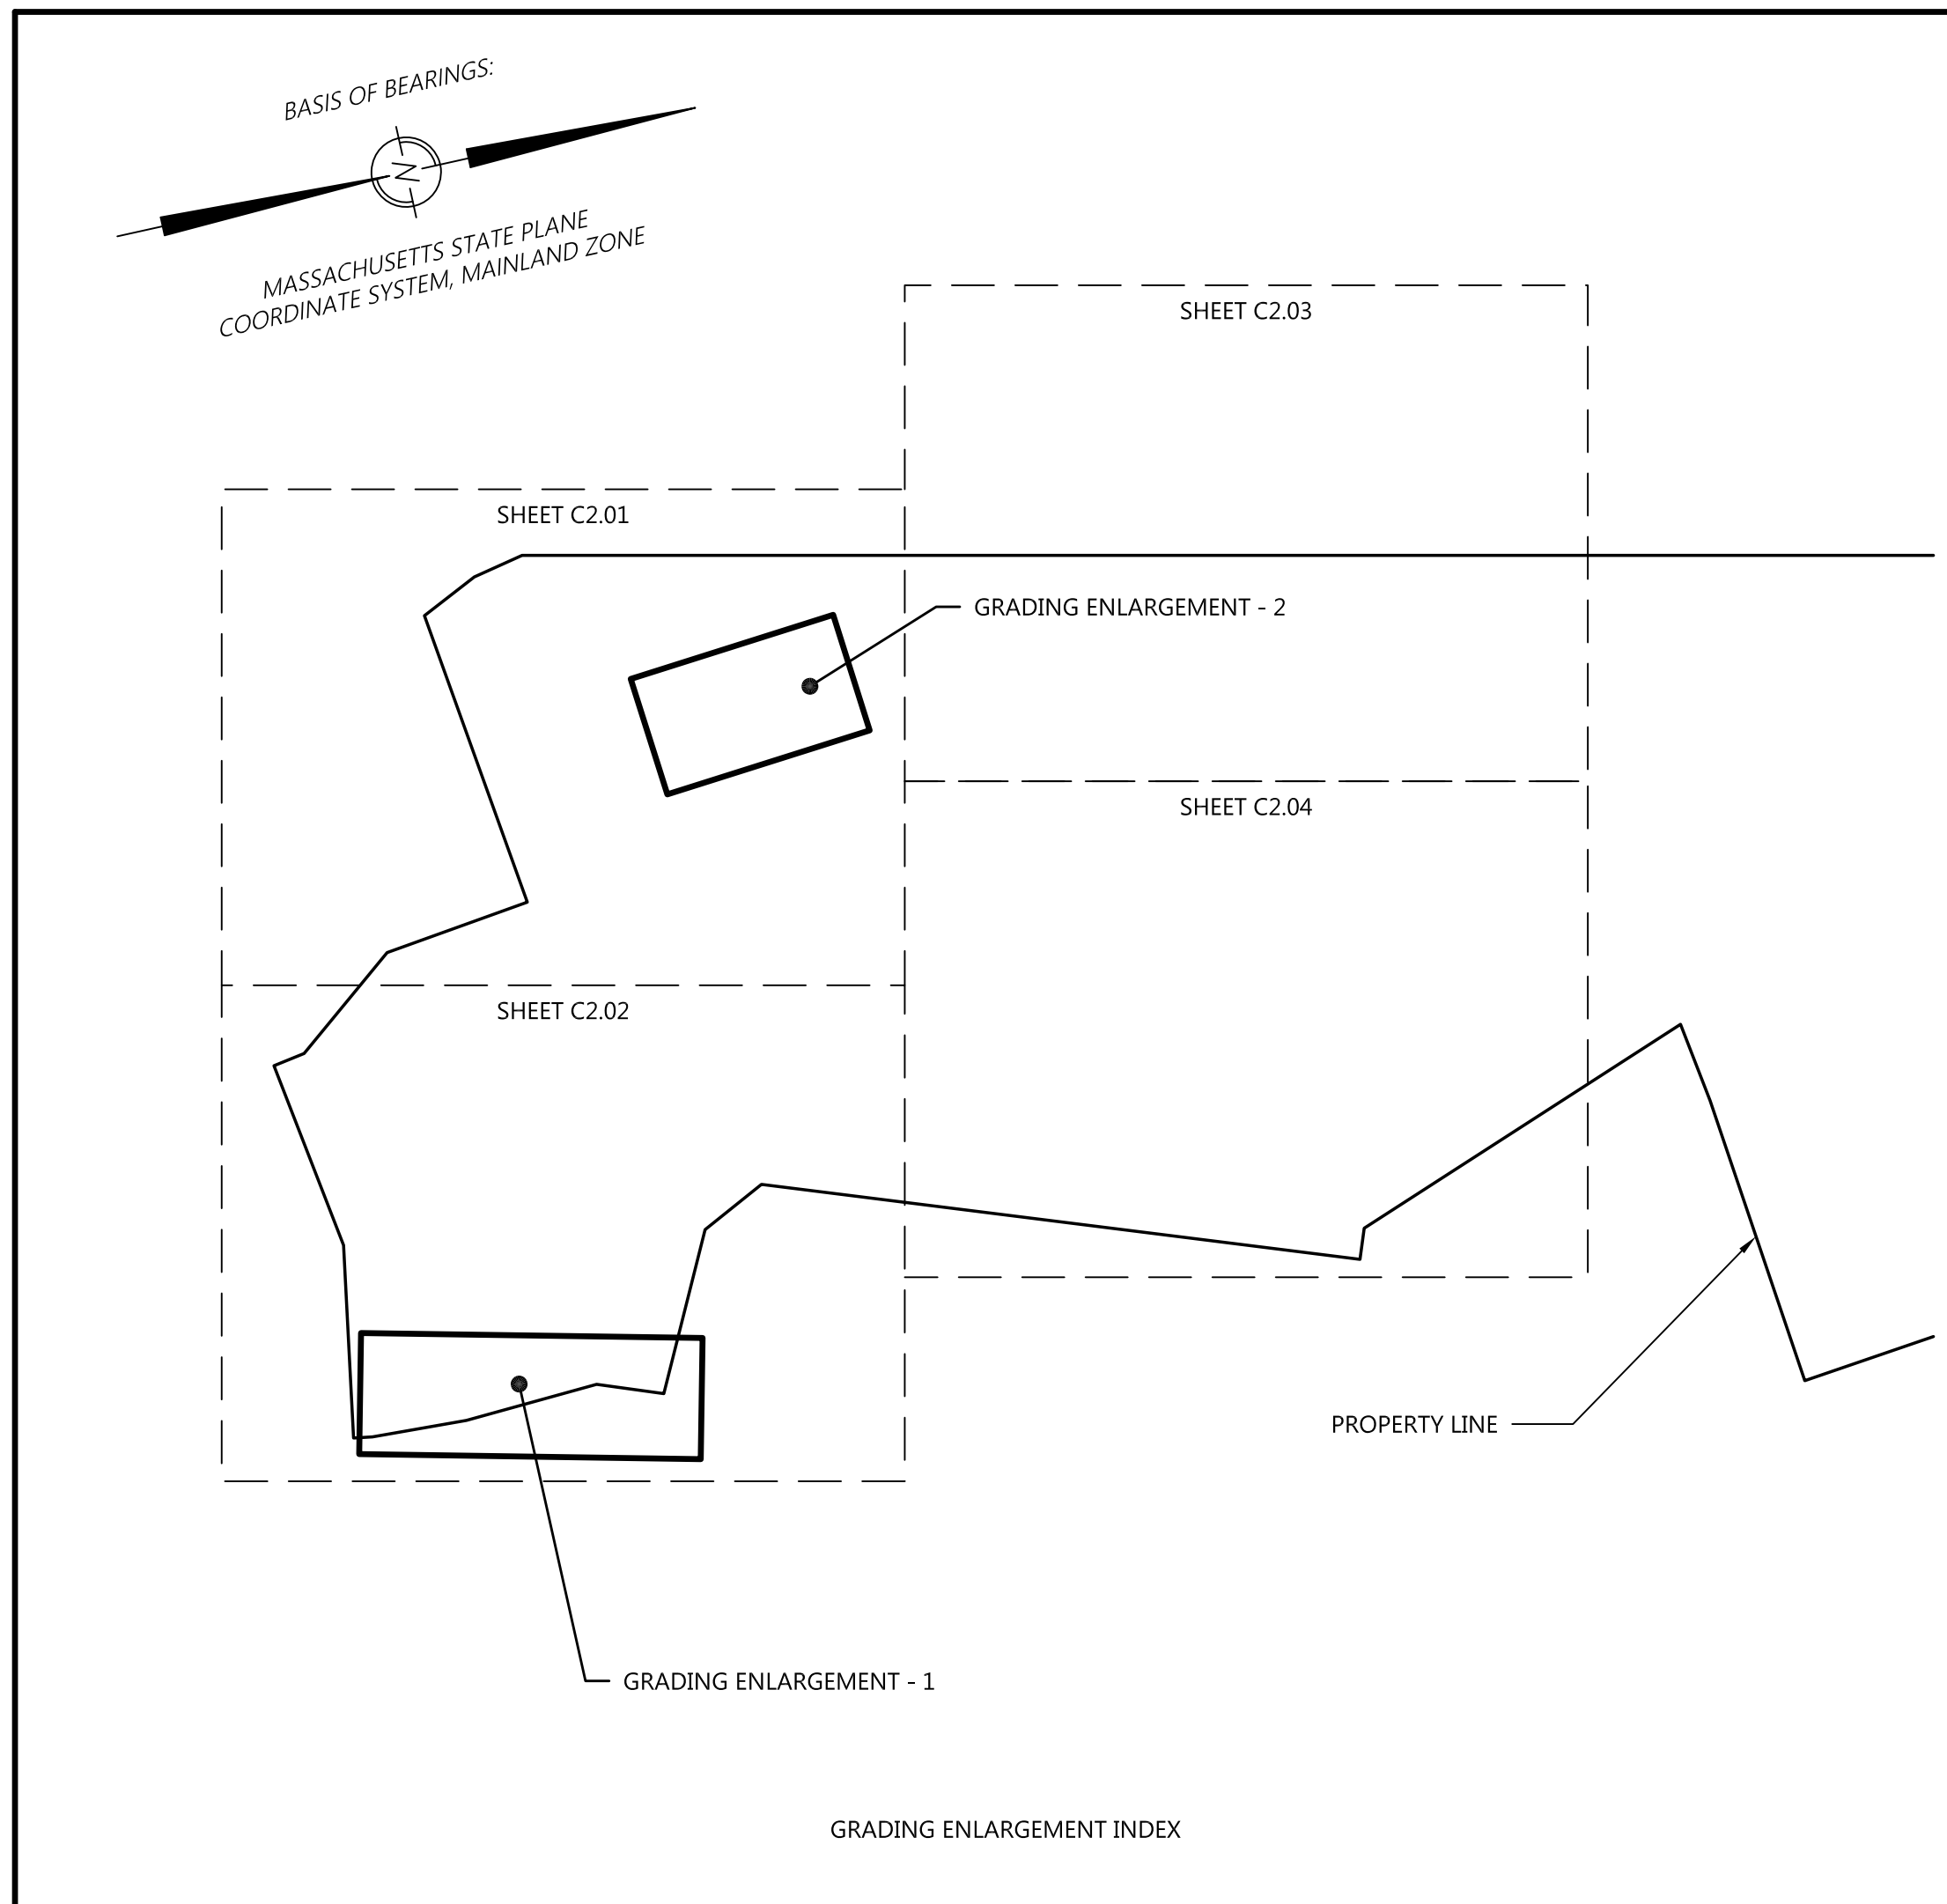 BASIS OF BEARINGS:
N
MASSACHUSETTS STATE PLANE
COORDINATE SYSTEM, MAINLAND ZONE
SHEET C2.03
SHEET C2.01
GRADING ENLARGEMENT - 2
SHEET C2.04
SHEET C2.02
PROPERTY LINE
GRADING ENLARGEMENT - 1
GRADING ENLARGEMENT INDEX